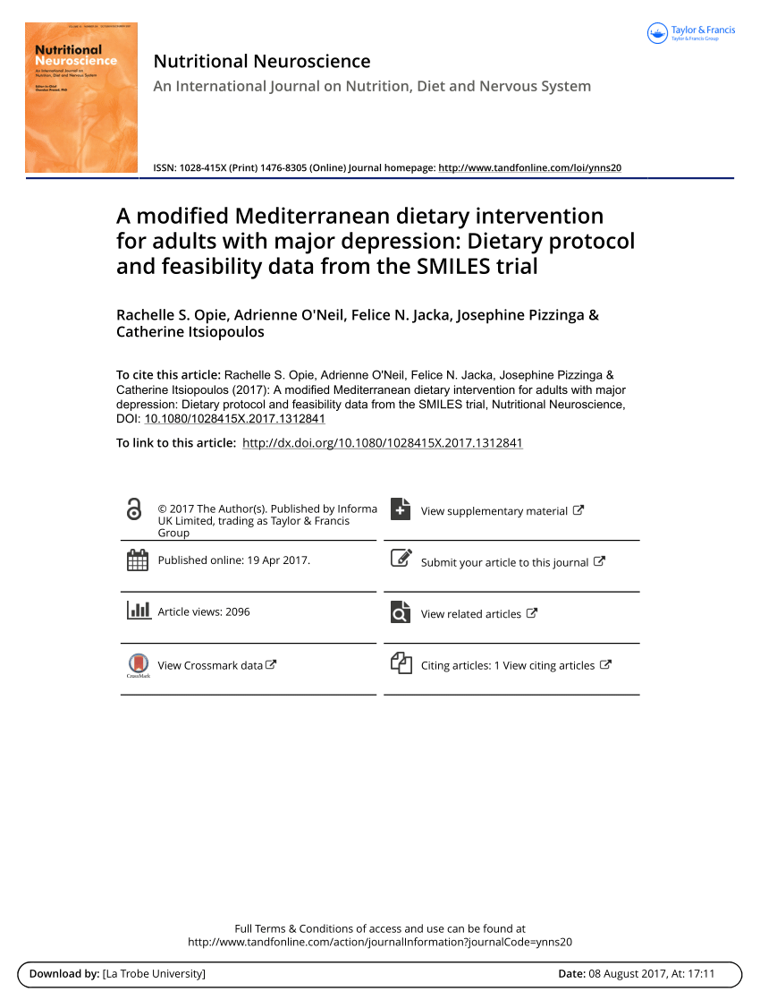 Nutritional
Neuroscience
An International Journal on
Nutrition, Diet and Nervous System
Editor-in-Chief
Taylor & Francis
Taylor & Francis Group
Nutritional Neuroscience
An International Journal on Nutrition, Diet and Nervous System
ISSN: 1028-415X (Print) 1476-8305 (Online) Journal homepage: http://www.tandfonline.com/loi/ynns20
A modified Mediterranean dietary intervention
for adults with major depression: Dietary protocol
and feasibility data from the SMILES trial
Rachelle S. Opie, Adrienne O'Neil, Felice N. Jacka, Josephine Pizzinga &
Catherine Itsiopoulos
To cite this article: Rachelle S. Opie, Adrienne O'Neil, Felice N. Jacka, Josephine Pizzinga &
Catherine Itsiopoulos (2017): A modified Mediterranean dietary intervention for adults with major
depression: Dietary protocol and feasibility data from the SMILES trial, Nutritional Neuroscience,
DOI: 10.1080/1028415X.2017.1312841
To link to this article: http://dx.doi.org/10.1080/1028415X.2017.1312841
© 2017 The Author(s). Published by Informa
UK Limited, trading as Taylor & Francis
Group
View supplementary material
Published online: 19 Apr 2017.
Submit your article to this journal
Article views: 2096
View related articles
CrossMark
View Crossmark data
Citing articles: 1 View citing articles
Full Terms & Conditions of access and use can be found at
http://www.tandfonline.com/action/journalInformation?journalCode=ynns20
Download by: [La Trobe University]
Date: 08 August 2017, At: 17:11